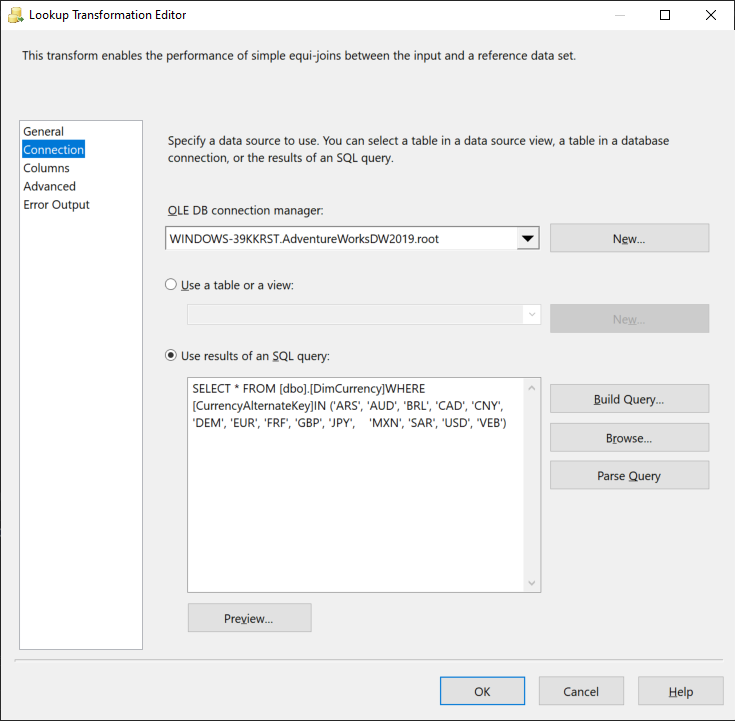 Lookup Transformation Editor
This transform enables the performance of simple equi-joins between the input and a reference data set.
General
Connection
Columns
Advanced
Error Output
Specify a data source to use. You can select a table in a data source view, a table in a database
connection, or the results of an SQL query.
OLE DB connection manager:
WINDOWS-39KKRST.AdventureWorksDW2019.root
New...
Use a table or a view:
New...
Use results of an SQL query:
SELECT * FROM [dbo].[DimCurrency]WHERE
[CurrencyAlternateKey]IN ('ARS', 'AUD', 'BRL', 'CAD', 'CNY',
'DEM', 'EUR', 'FRF', 'GBP', 'JPY',    'MXN', 'SAR', 'USD', 'VEB')
Build Query...
Browse...
Parse Query
Preview...
OK
Cancel
Help